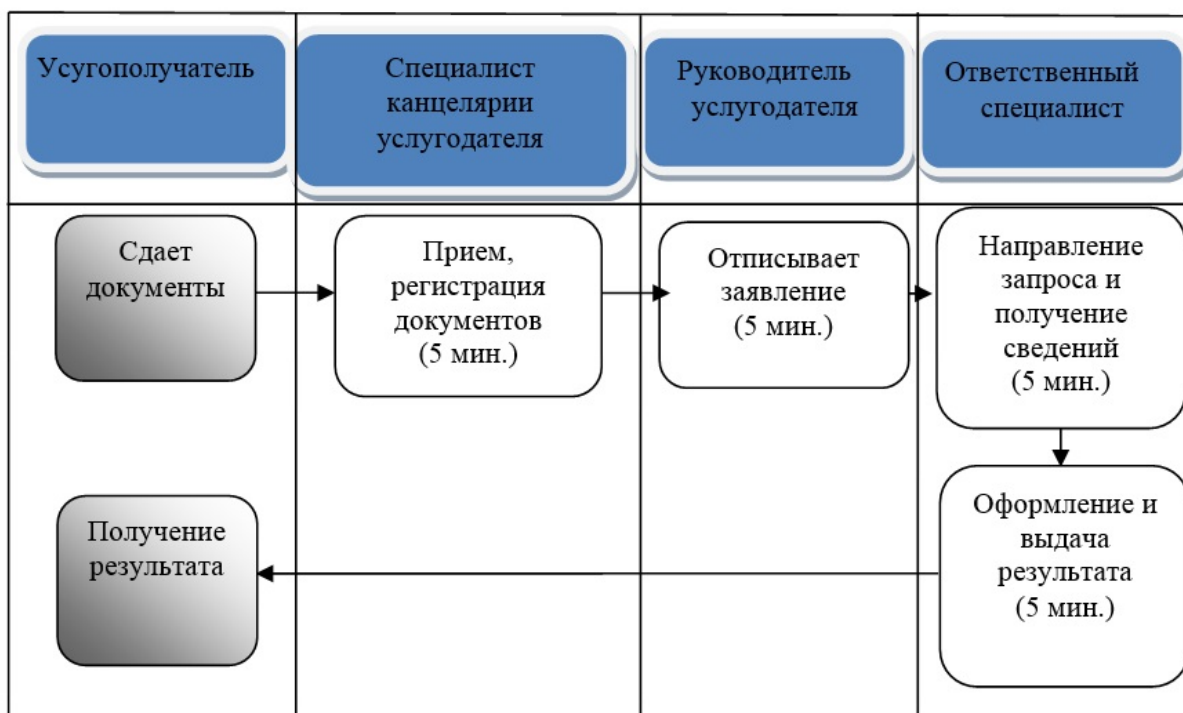 Усугополучатель
Специалист
канцелярии
услугодателя
Руководитель
услугодателя
Ответственный
специалист
Сдает
документы
Прием,
регистрация
документов
(5 мин.)
Отписывает
заявление
(5 мин.)
Направление
запроса и
получение
сведений
(5 мин.)
Получение
результата
Оформление и
выдача
результата
(5 мин.)